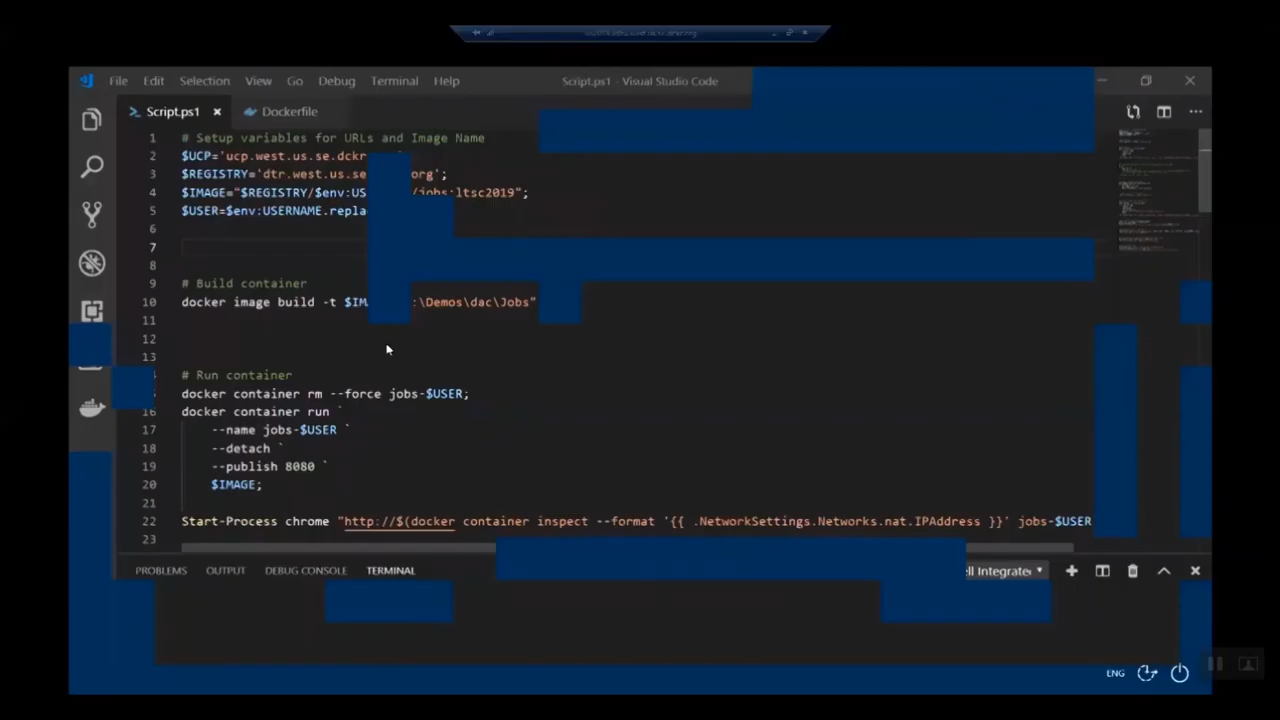 File Edit Selection View Go Debug Terminal Help Script.ps1 - Visual Studio Code
Script.ps1 Dockerfile
1 # Setup variables for URLs and Image Name
2 $UCP='ucp.west.us.se.dckr
3 $REGISTRY='dtr.west.us.se org';
4 $IMAGE="$REGISTRY/$env:US /jobs:ltsc2019";
5 $USER=$env:USERNAME.repla
6
7
8
9 # Build container
10 docker image build -t $IM :\Demos\dac\Jobs"
11
12
13
# Run container
docker container rm --force jobs-$USER;
16 docker container run `
17 --name jobs-$USER `
18 --detach `
19 --publish 8080 `
20 $IMAGE;
21
22 Start-Process chrome "http://$(docker container inspect --format '{{ .NetworkSettings.Networks.nat.IPAddress }}' jobs-$USER
23
PROBLEMS OUTPUT DEBUG CONSOLE TERMINAL
ENG